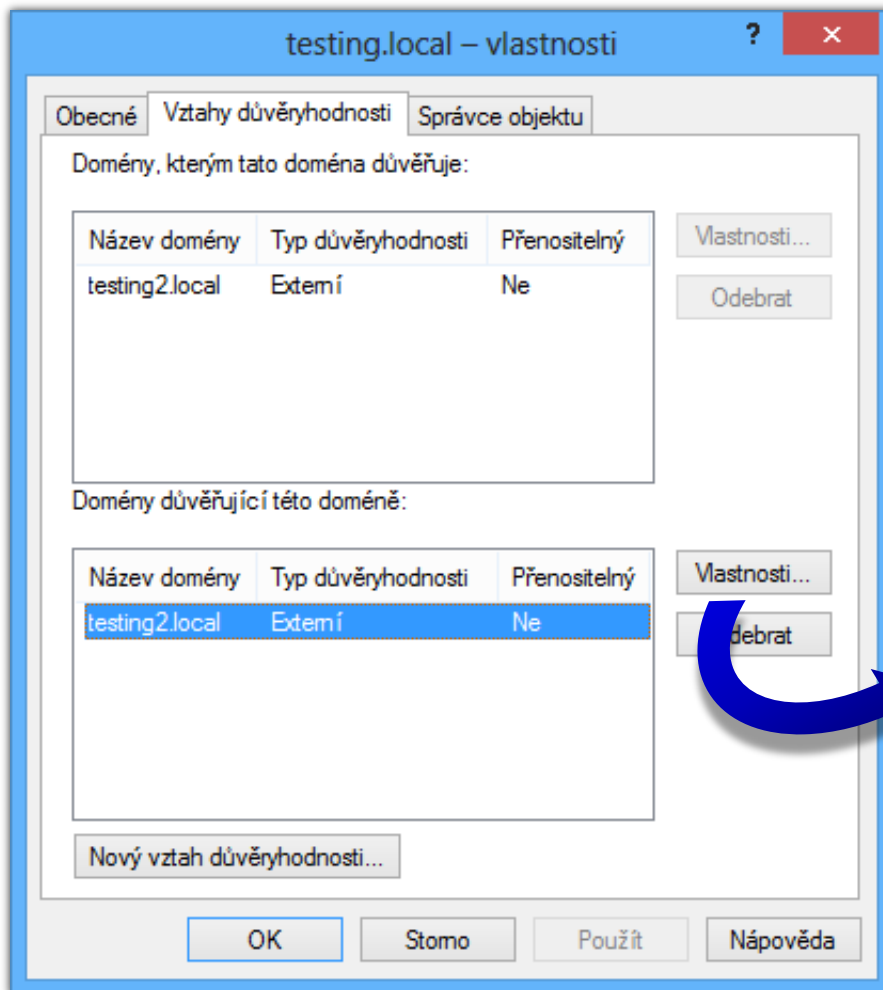 testing.local – vlastnosti ?
Obecné Vztahy důvěryhodnosti Správce objektu
Domény, kterým tato doména důvěřuje:
Název domény Typ důvěryhodnosti Přenositelný Vlastnosti...
testing2.local Externí Ne
Odebrat
Domény důvěřující této doméně:
Název domény Typ důvěryhodnosti Přenositelný Vlastnosti...
testing2.local Externí Ne
debrat
Nový vztah důvěryhodnosti...
OK Storno Použít Nápověda